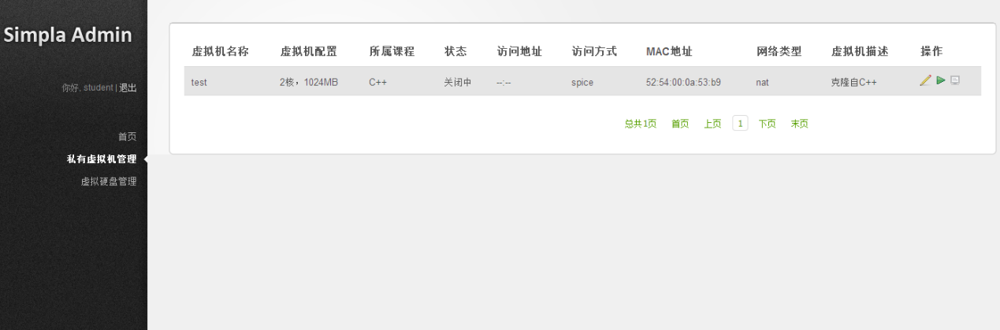 Simpla Admin
你好, student | 退出
首页
私有虚拟机管理
虚拟硬盘管理
虚拟机名称 虚拟机配置 所属课程 状态 访问地址 访问方式 MAC地址 网络类型 虚拟机描述 操作
test 2核，1024MB C++ 关闭中 --:-- spice 52:54:00:0a:53:b9 nat 克隆自C++
总共1页 首页 上页 1 下页 末页